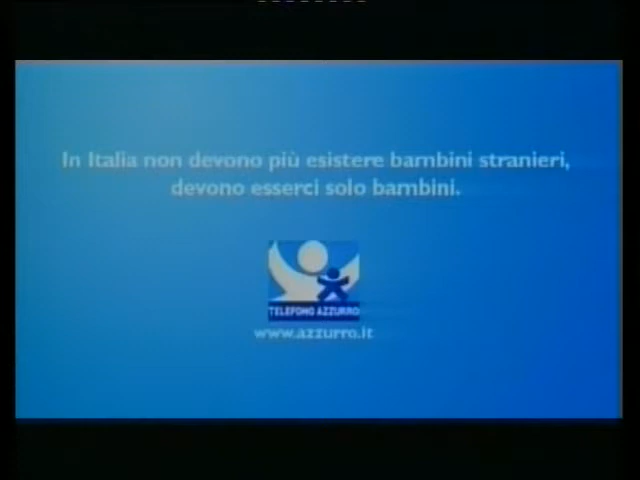 In Italia non devono più esistere bambini stranieri,
devono esserci solo bambini.
TELEFONO AZZURRO
www.azzurro.it